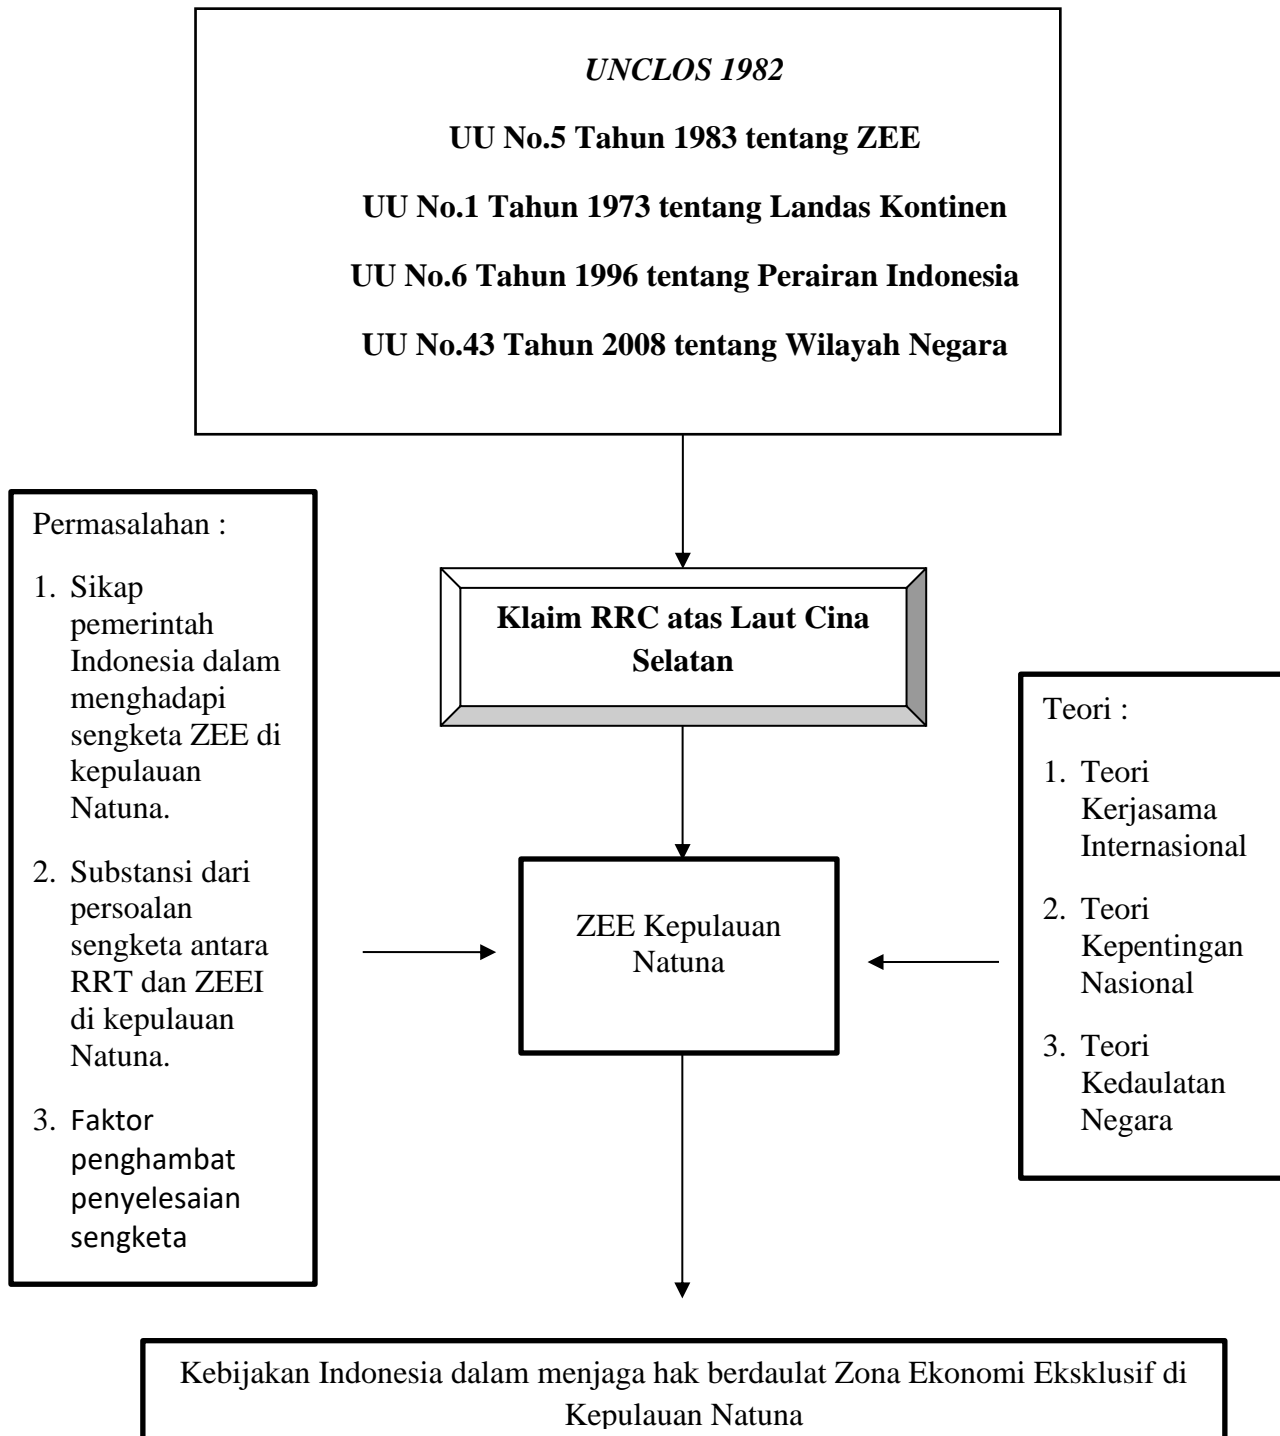 UNCLOS 1982
UU No.5 Tahun 1983 tentang ZEE
UU No.1 Tahun 1973 tentang Landas Kontinen
UU No.6 Tahun 1996 tentang Perairan Indonesia
UU No.43 Tahun 2008 tentang Wilayah Negara
Permasalahan :
1. Sikap
pemerintah
Indonesia dalam
menghadapi
sengketa ZEE di
kepulauan
Natuna.
2. Substansi dari
persoalan
sengketa antara
RRT dan ZEEI
di kepulauan
Natuna.
3. Faktor
penghambat
penyelesaian
sengketa
Klaim RRC atas Laut Cina
Selatan
ZEE Kepulauan
Natuna
Teori :
1. Teori
Kerjasama
Internasional
2. Teori
Kepentingan
Nasional
3. Teori
Kedaulatan
Negara
Kebijakan Indonesia dalam menjaga hak berdaulat Zona Ekonomi Eksklusif di
Kepulauan Natuna